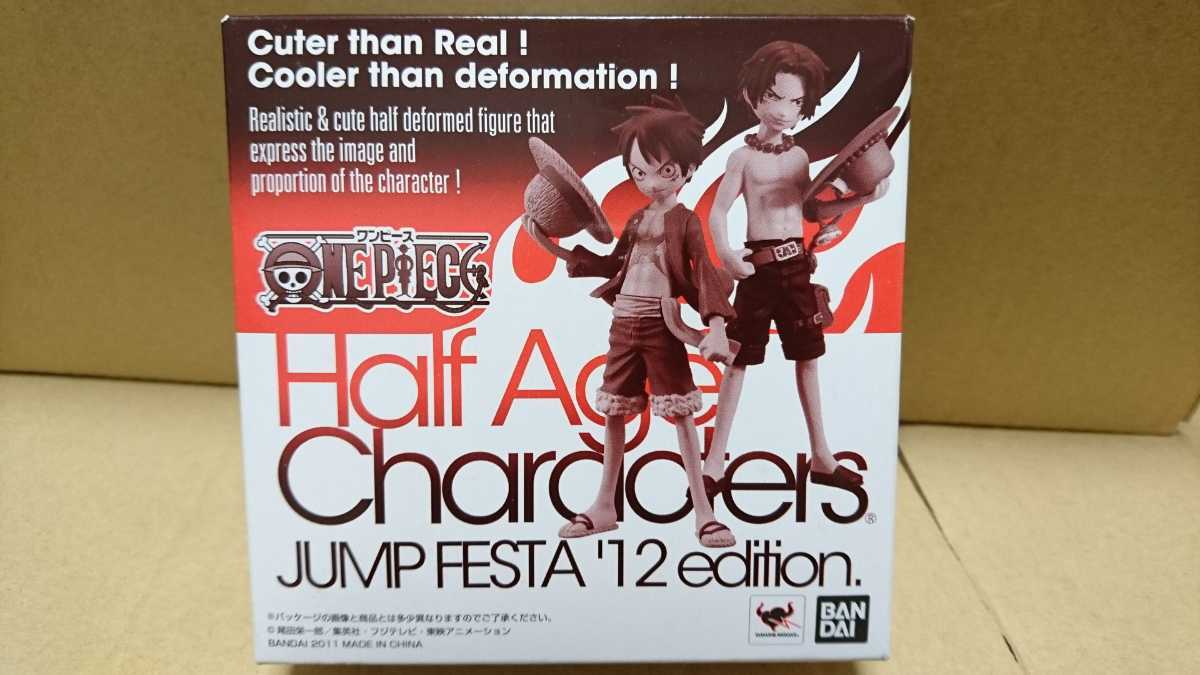 Cuter than Real !
Cooler than deformation !
Realistic & cute half deformed figure that
express the image and
proportion of the character !
ワンピース
ONE PIECE
Half Age
Characters®
JUMP FESTA '12 edition.
※パッケージの画像と商品とは多少異なりますのでご了承ください。
© 尾田栄一郎／集英社・フジテレビ・東映アニメーション
BANDAI 2011 MADE IN CHINA
TAMASHII NATIONS
BAN
DAI